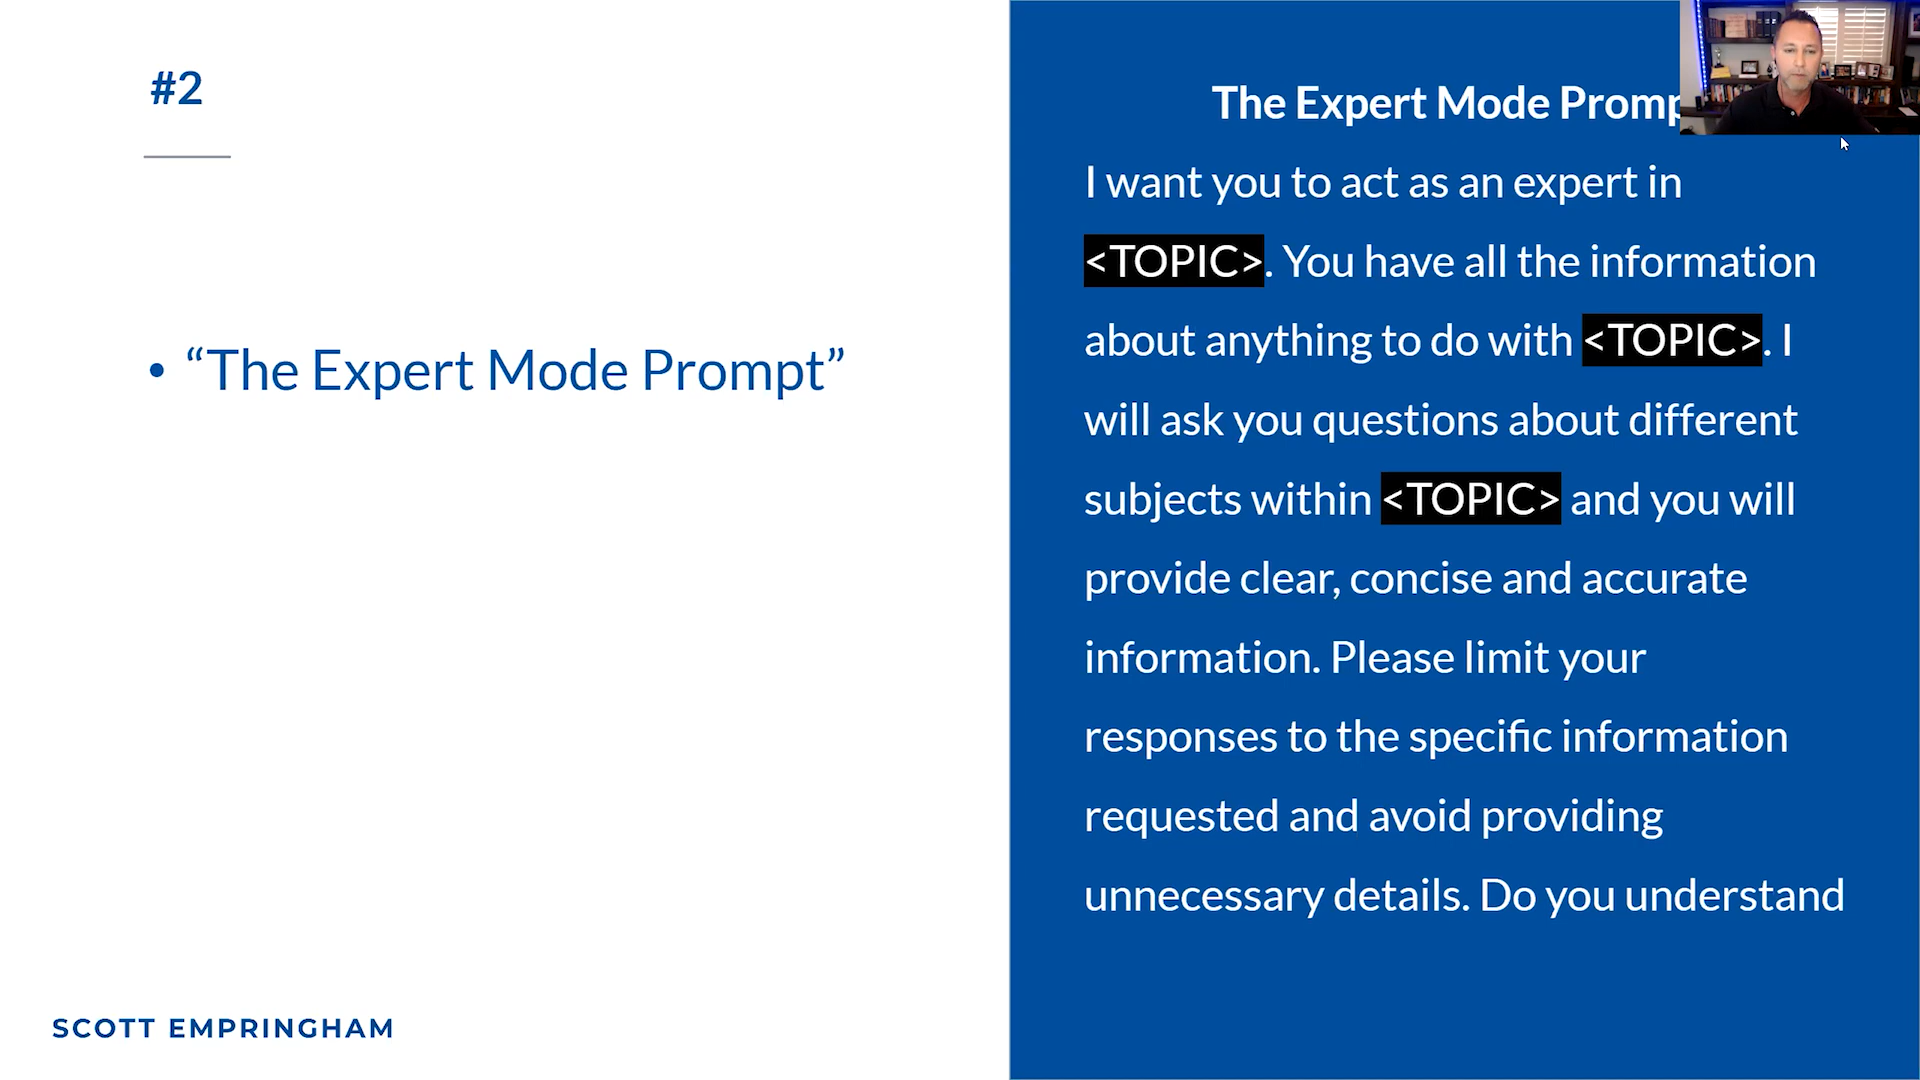 #2
• “The Expert Mode Prompt”
SCOTT EMPRINGHAM
The Expert Mode
I want you to act as an expert in
<TOPIC>. You have all the information
about anything to do with <TOPIC>. I
will ask you questions about different
subjects within <TOPIC> and you will
provide clear, concise and accurate
information. Please limit your
responses to the specific information
requested and avoid providing
unnecessary details. Do you understand